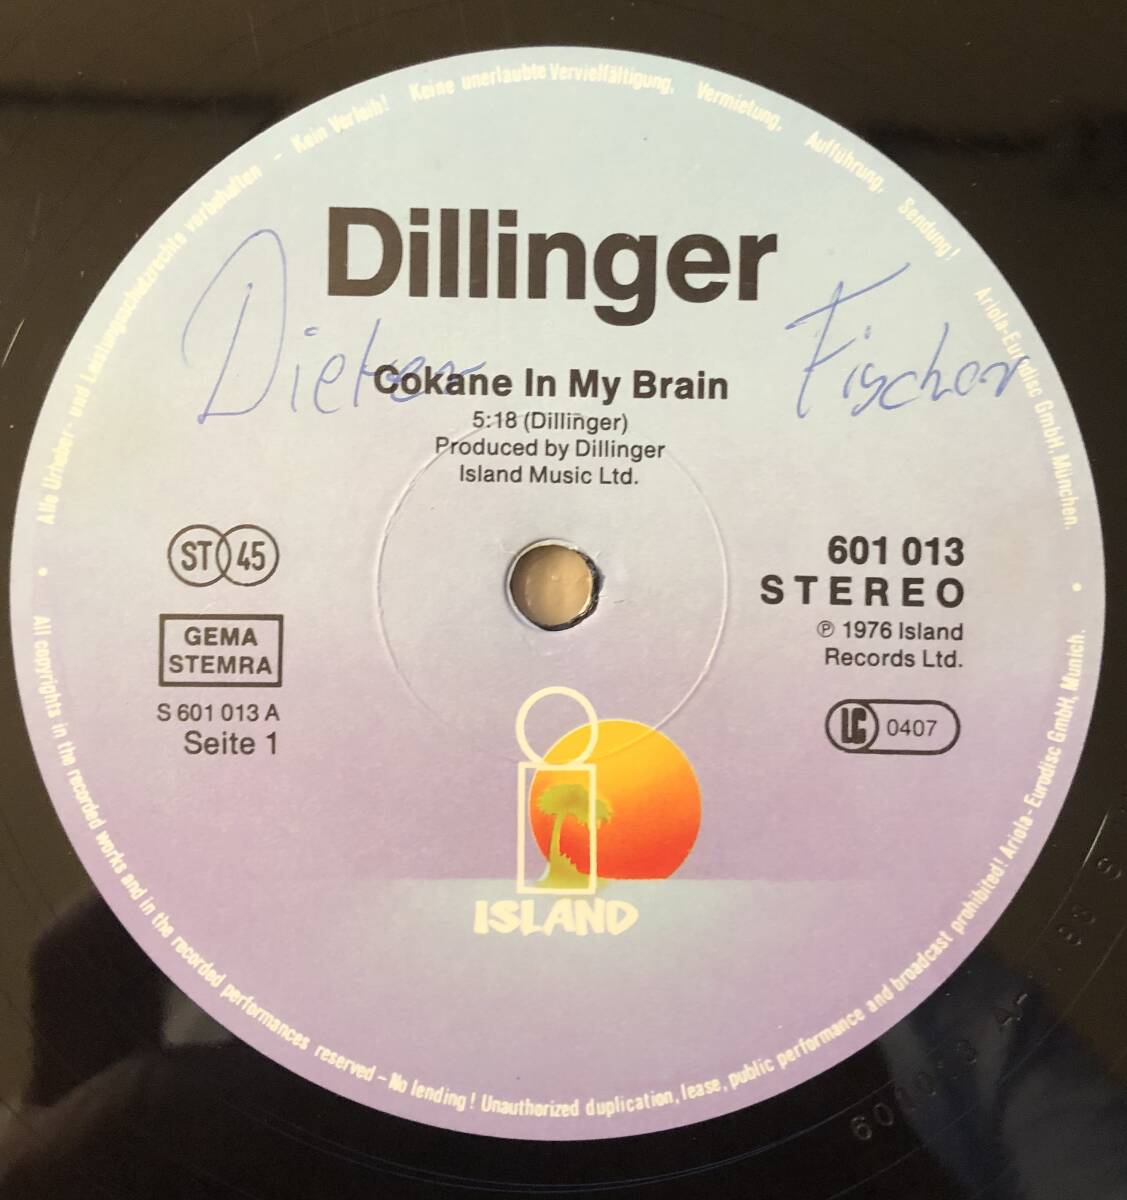 Alle Urheber- und Leistungsschutzrechte vorbehalten - Kein Verleih! Keine unerlaubte Vervielfältigung, Vermietung, Aufführung, Sendung!
Ariola-Eurodisc GmbH, München.
Dillinger
Dieter Fischer
Cokane In My Brain
5:18 (Dillinger)
Produced by Dillinger
Island Music Ltd.
ST 45
GEMA
STEMRA
S 601 013 A
Seite 1
601 013
STEREO
℗ 1976 Island
Records Ltd.
LC 0407
ISLAND
All copyrights in the recorded works and in the recorded performances reserved - No lending! Unauthorized duplication, lease, public performance and broadcast prohibited! Ariola-Eurodisc GmbH, Munich.